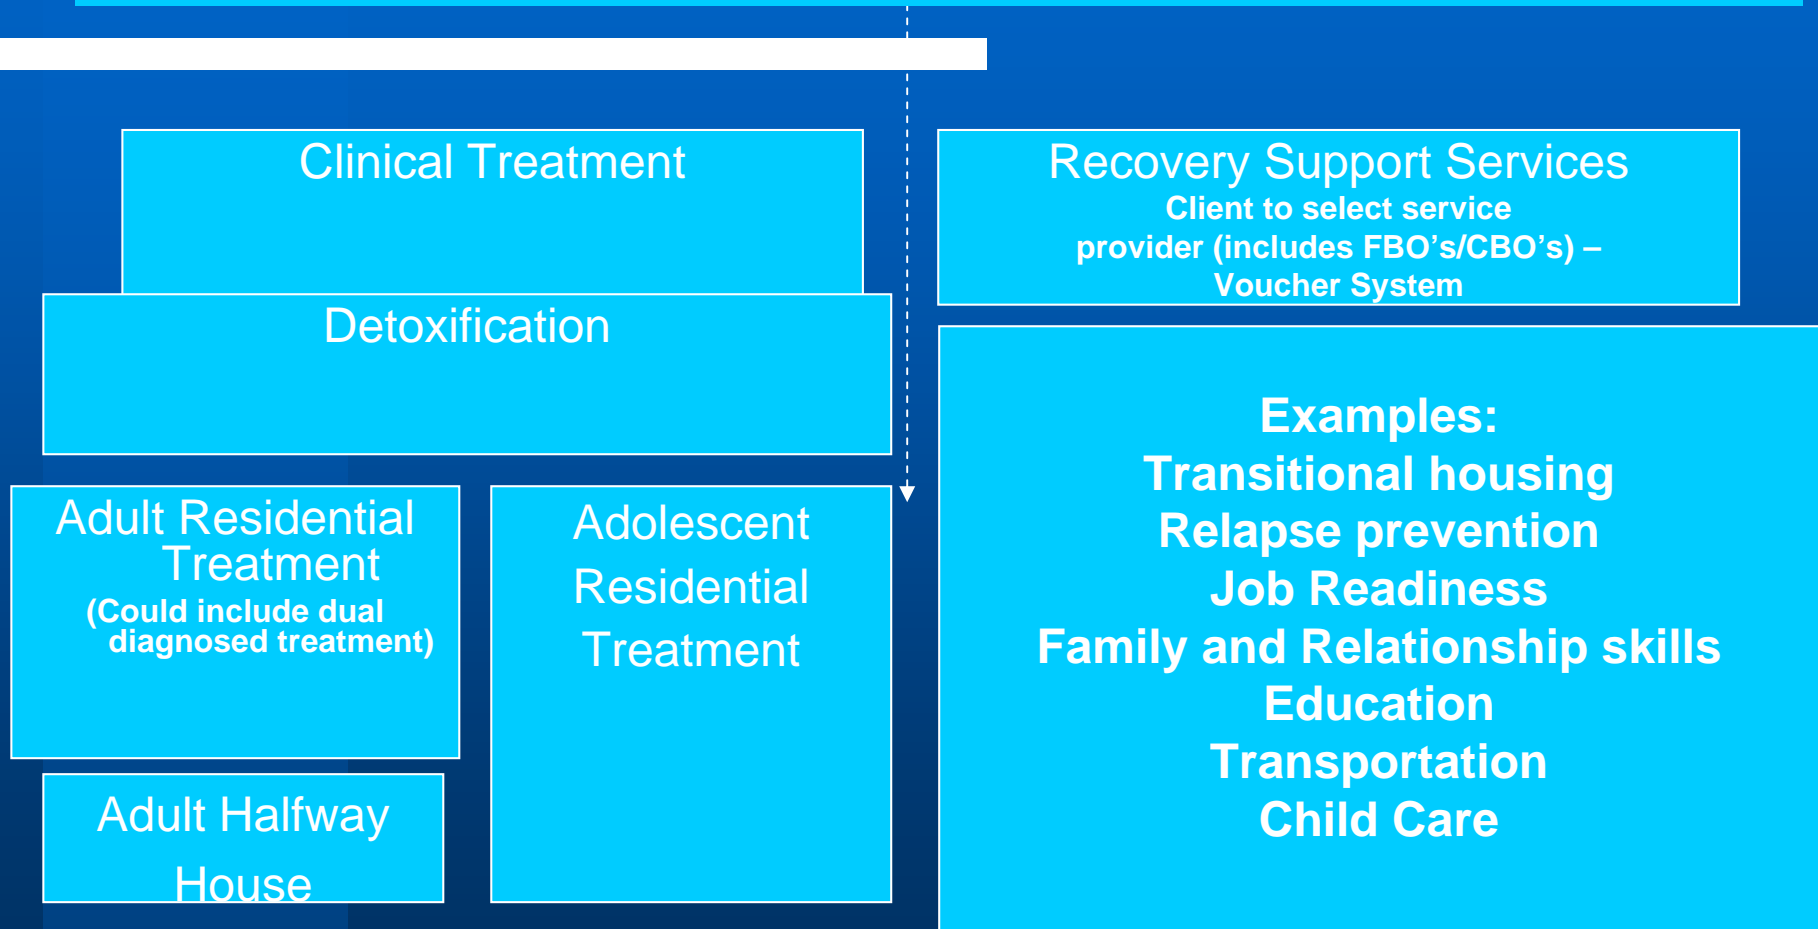 Clinical Treatment
Detoxification
Adult Residential
Treatment
(Could include dual
diagnosed treatment)
Adult Halfway
House
Adolescent
Residential
Treatment
Recovery Support Services
Client to select service
provider (includes FBO’s/CBO’s) –
Voucher System
Examples:
Transitional housing
Relapse prevention
Job Readiness
Family and Relationship skills
Education
Transportation
Child Care